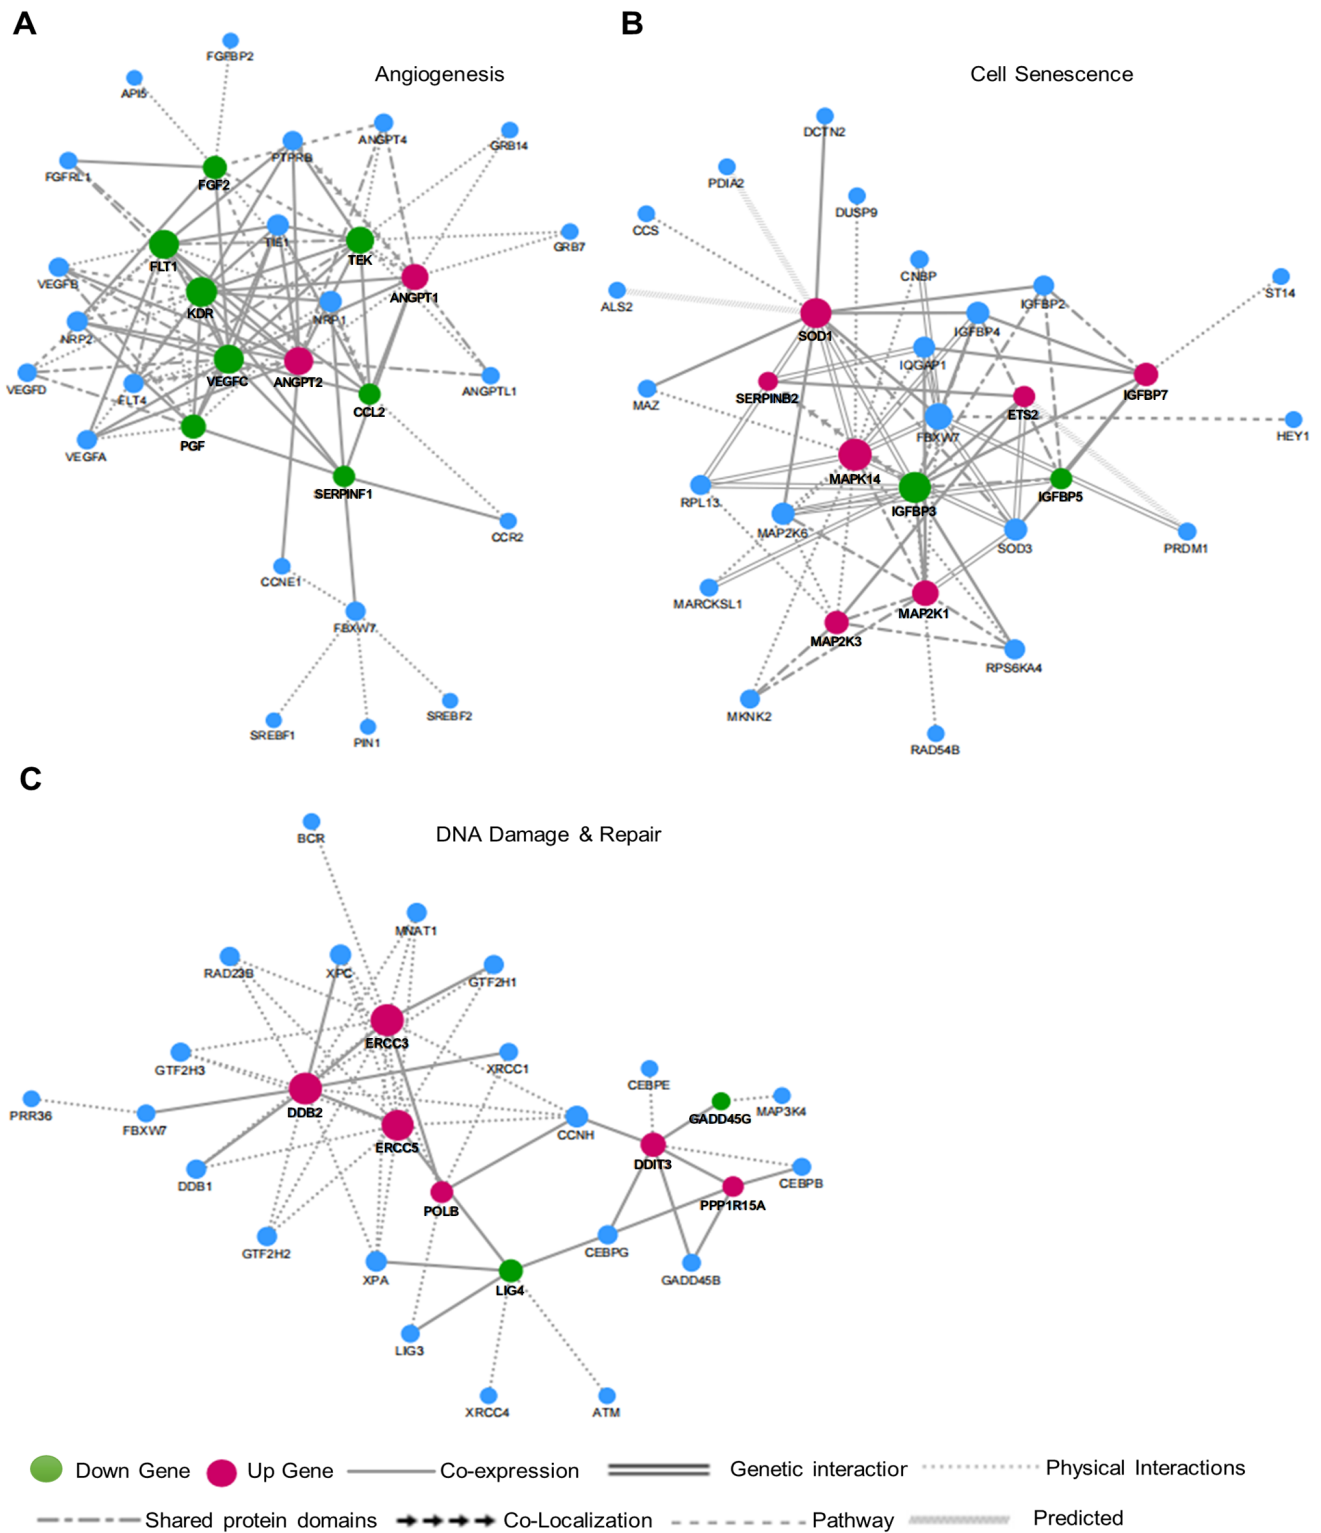 A
B
FGFBP2
Angiogenesis
Cell Senescence
API5
DCTN2
ANGPT4
GRB14
PTPRB
FGFRL1
FGF2
PDIA2
DUSP9
CCS
TIE1
TEK
GRB7
FLT1
VEGFB
ANGPT1
KDR
NRP1
NRP2
CNBP
IGFBP2
ST14
ALS2
SOD1
IGFBP4
IQGAP1
VEGFD
FLT4
VEGFC
ANGPT2
ANGPTL1
CCL2
MAZ
SERPINB2
ETS2
IGFBP7
PGF
VEGFA
FBXW7
HEY1
SERPINF1
MAPK14
RPL13
IGFBP3
IGFBP5
CCR2
MAP2K6
SOD3
PRDM1
CCNE1
MARCKSL1
MAP2K1
FBXW7
MAP2K3
RPS6KA4
SREBF2
SREBF1
PIN1
MKNK2
RAD54B
C
BCR
DNA Damage & Repair
MNAT1
RAD23B
XPC
GTF2H1
ERCC3
GTF2H3
XRCC1
CEBPE
PRR36
FBXW7
DDB2
GADD45G
MAP3K4
ERCC5
CCNH
DDIT3
DDB1
CEBPB
POLB
PPP1R15A
GTF2H2
CEBPG
XPA
GADD45B
LIG4
LIG3
XRCC4
ATM
Down Gene
Up Gene
Co-expression
Genetic interactior
Physical Interactions
Shared protein domains
Co-Localization
Pathway
Predicted